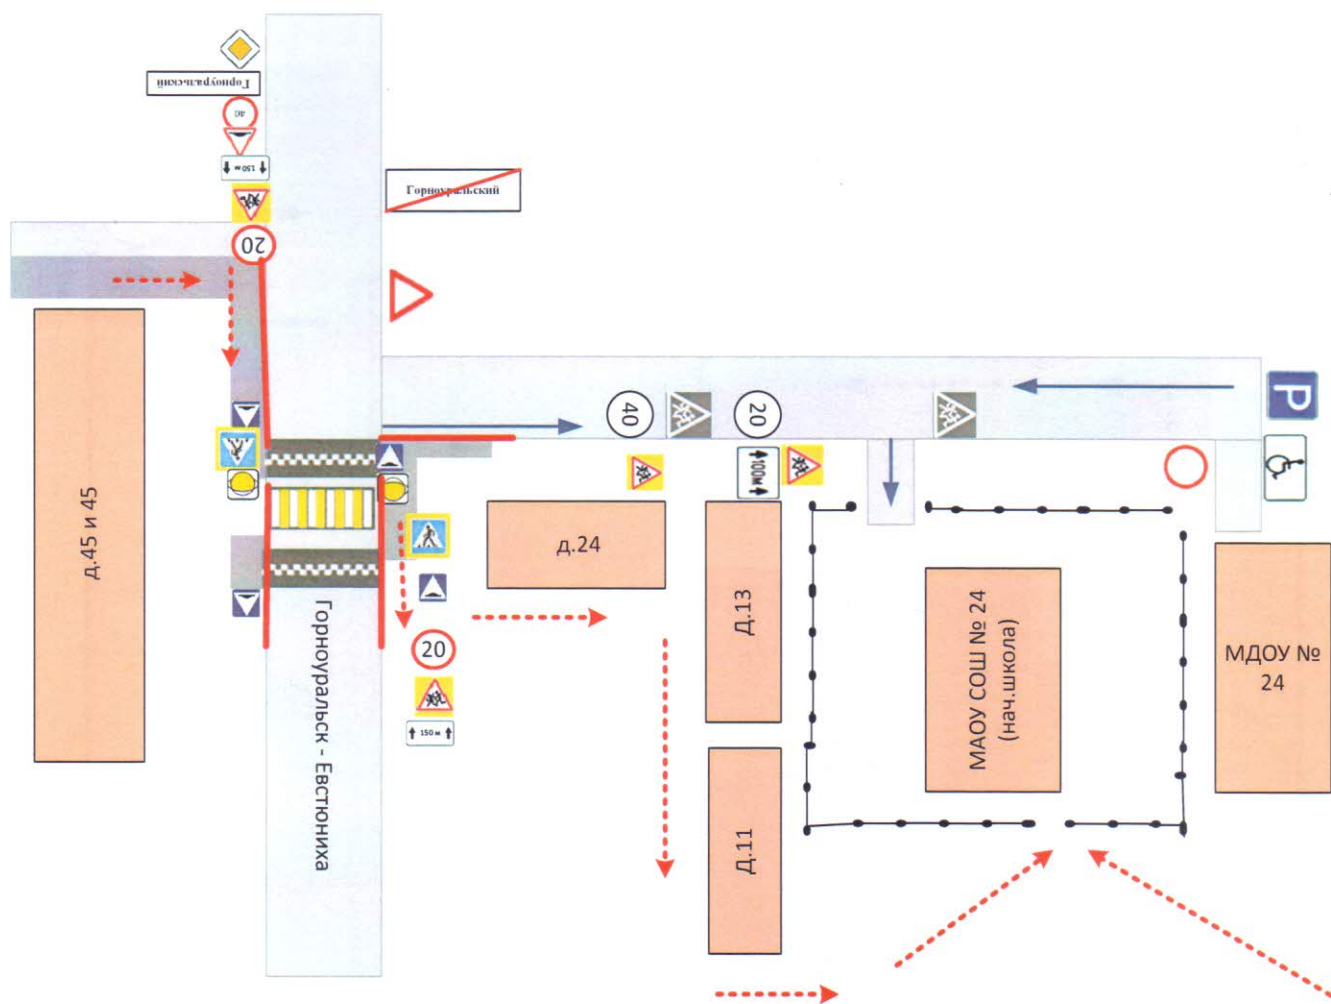 Горноуральский
40
150 м
Горноуральский
20
40
20
100м
P
д.45 и 45
д.24
Д.13
МАОУ СОШ № 24
(нач.школа)
МДОУ №
24
Горноуральск - Евстюниха
20
150 м
Д.11